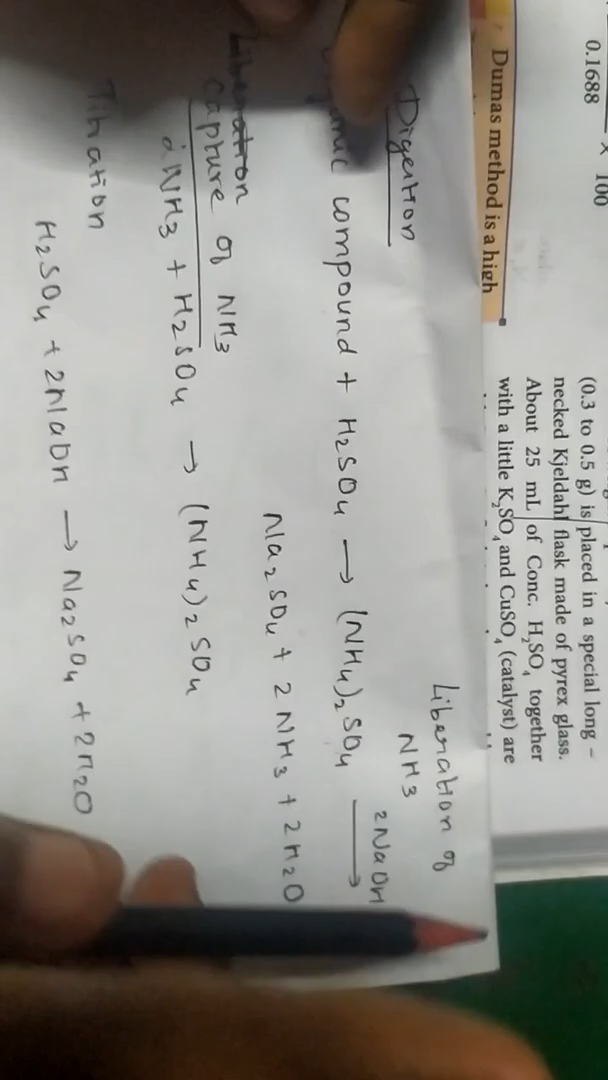 0.1688 × 100
Dumas method is a high
(0.3 to 0.5 g) is placed in a special long -
necked Kjeldahl flask made of pyrex glass.
About 25 mL of Conc. H₂SO₄ together
with a little K₂SO₄ and CuSO₄ (catalyst) are
Digestion
Liberation of
NH₃
compound + H₂SO₄ → (NH₄)₂SO₄ 2NaOH →
Na₂SO₄ + 2NH₃ + 2H₂O
Liberation
Capture of NH₃
2NH₃ + H₂SO₄ → (NH₄)₂SO₄
Titration
H₂SO₄ + 2NaOH → Na₂SO₄ + 2H₂O